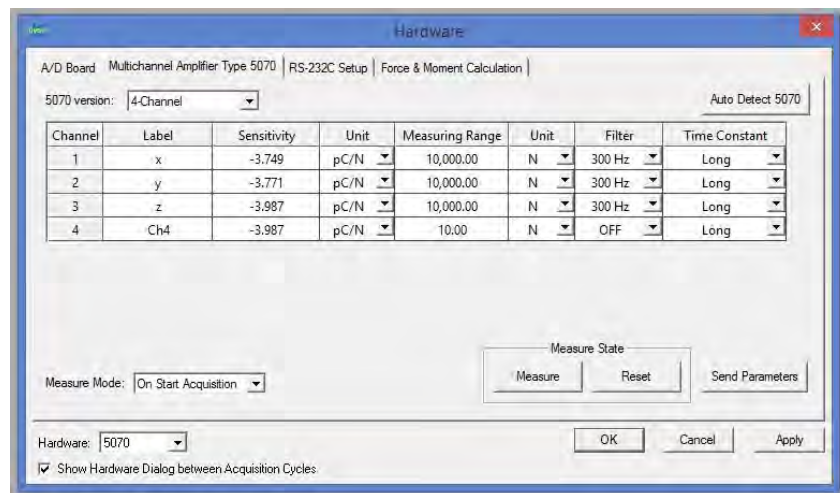 Hardware
A/D Board Multichannel Amplifier Type 5070 RS-232C Setup Force & Moment Calculation
5070 version: 4-Channel Auto Detect 5070
Channel Label Sensitivity Unit Measuring Range Unit Filter Time Constant
1 x -3.749 pC/N 10,000.00 N 300 Hz Long
2 y -3.771 pC/N 10,000.00 N 300 Hz Long
3 z -3.987 pC/N 10,000.00 N 300 Hz Long
4 Ch4 -3.987 pC/N 10.00 N OFF Long
Measure State
Measure Mode: On Start Acquisition Measure Reset Send Parameters
Hardware: 5070 OK Cancel Apply
Show Hardware Dialog between Acquisition Cycles